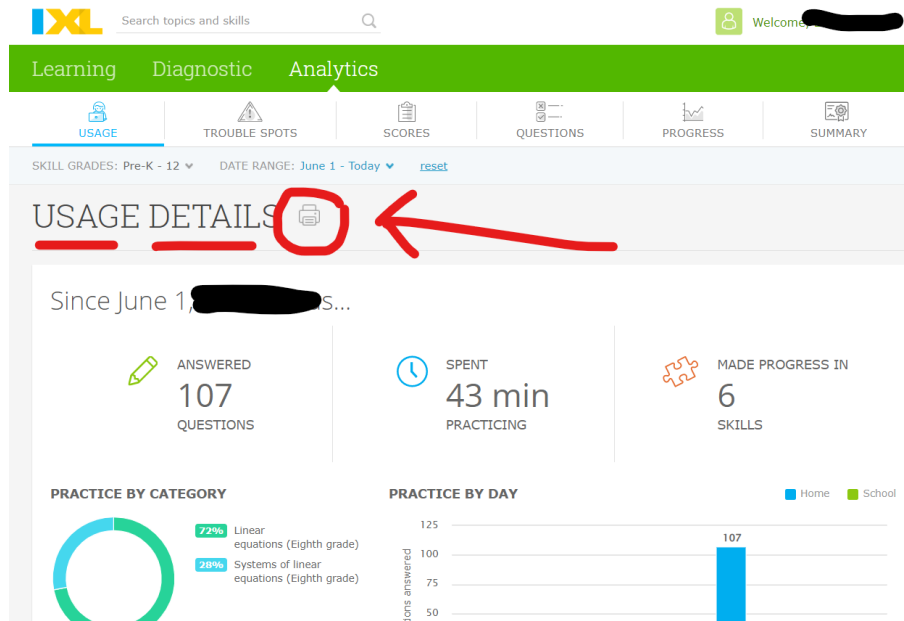 IXL Search topics and skills Welcome,
Learning Diagnostic Analytics
USAGE TROUBLE SPOTS SCORES QUESTIONS PROGRESS SUMMARY
SKILL GRADES: Pre-K - 12 DATE RANGE: June 1 - Today reset
USAGE DETAILS
Since June 1, s...
ANSWERED
107
QUESTIONS
SPENT
43 min
PRACTICING
MADE PROGRESS IN
6
SKILLS
PRACTICE BY CATEGORY
72% Linear
equations (Eighth grade)
28% Systems of linear
equations (Eighth grade)
PRACTICE BY DAY
Home School
125
100
75
50
107
answered